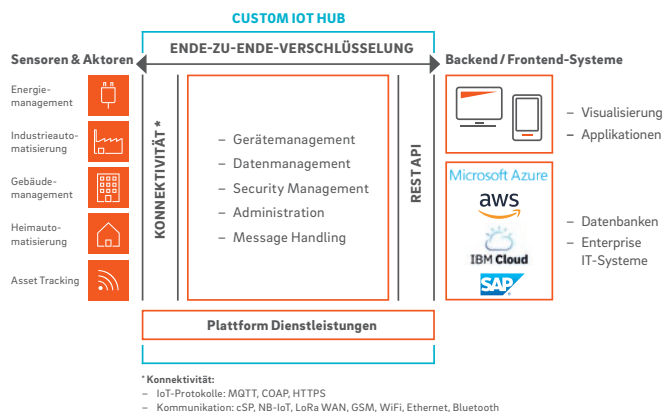 CUSTOM IOT HUB
ENDE-ZU-ENDE-VERSCHLÜSSELUNG
Sensoren & Aktoren
Energie-
management
Industrieauto-
matisierung
Gebäude-
management
Heimauto-
matisierung
Asset Tracking
KONNEKTIVITÄT *
– Gerätemanagement
– Datenmanagement
– Security Management
– Administration
– Message Handling
REST API
Backend / Frontend-Systeme
– Visualisierung
– Applikationen
Microsoft Azure
aws
IBM Cloud
SAP
– Datenbanken
– Enterprise
IT-Systeme
Plattform Dienstleistungen
* Konnektivität:
– IoT-Protokolle: MQTT, COAP, HTTPS
– Kommunikation: cSP, NB-IoT, LoRa WAN, GSM, WiFi, Ethernet, Bluetooth